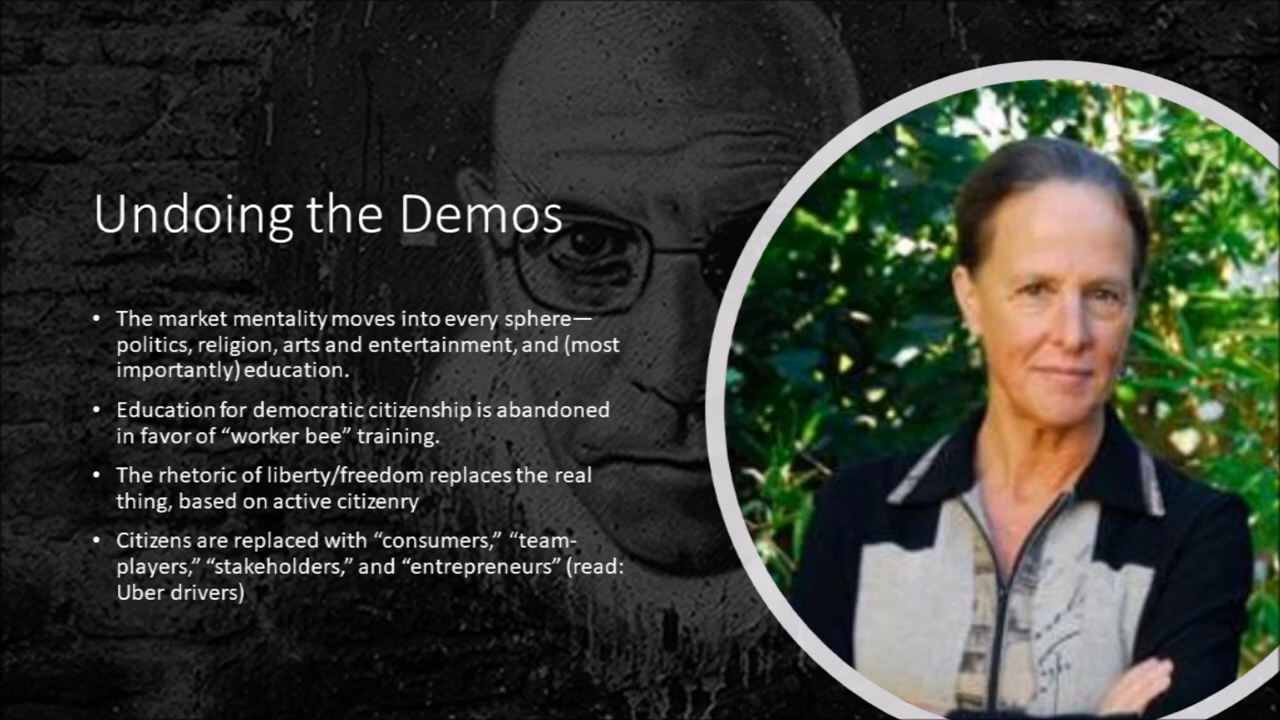 Undoing the Demos
• The market mentality moves into every sphere—
politics, religion, arts and entertainment, and (most
importantly) education.
• Education for democratic citizenship is abandoned
in favor of “worker bee” training.
• The rhetoric of liberty/freedom replaces the real
thing, based on active citizenry
• Citizens are replaced with “consumers,” “team-
players,” “stakeholders,” and “entrepreneurs” (read:
Uber drivers)